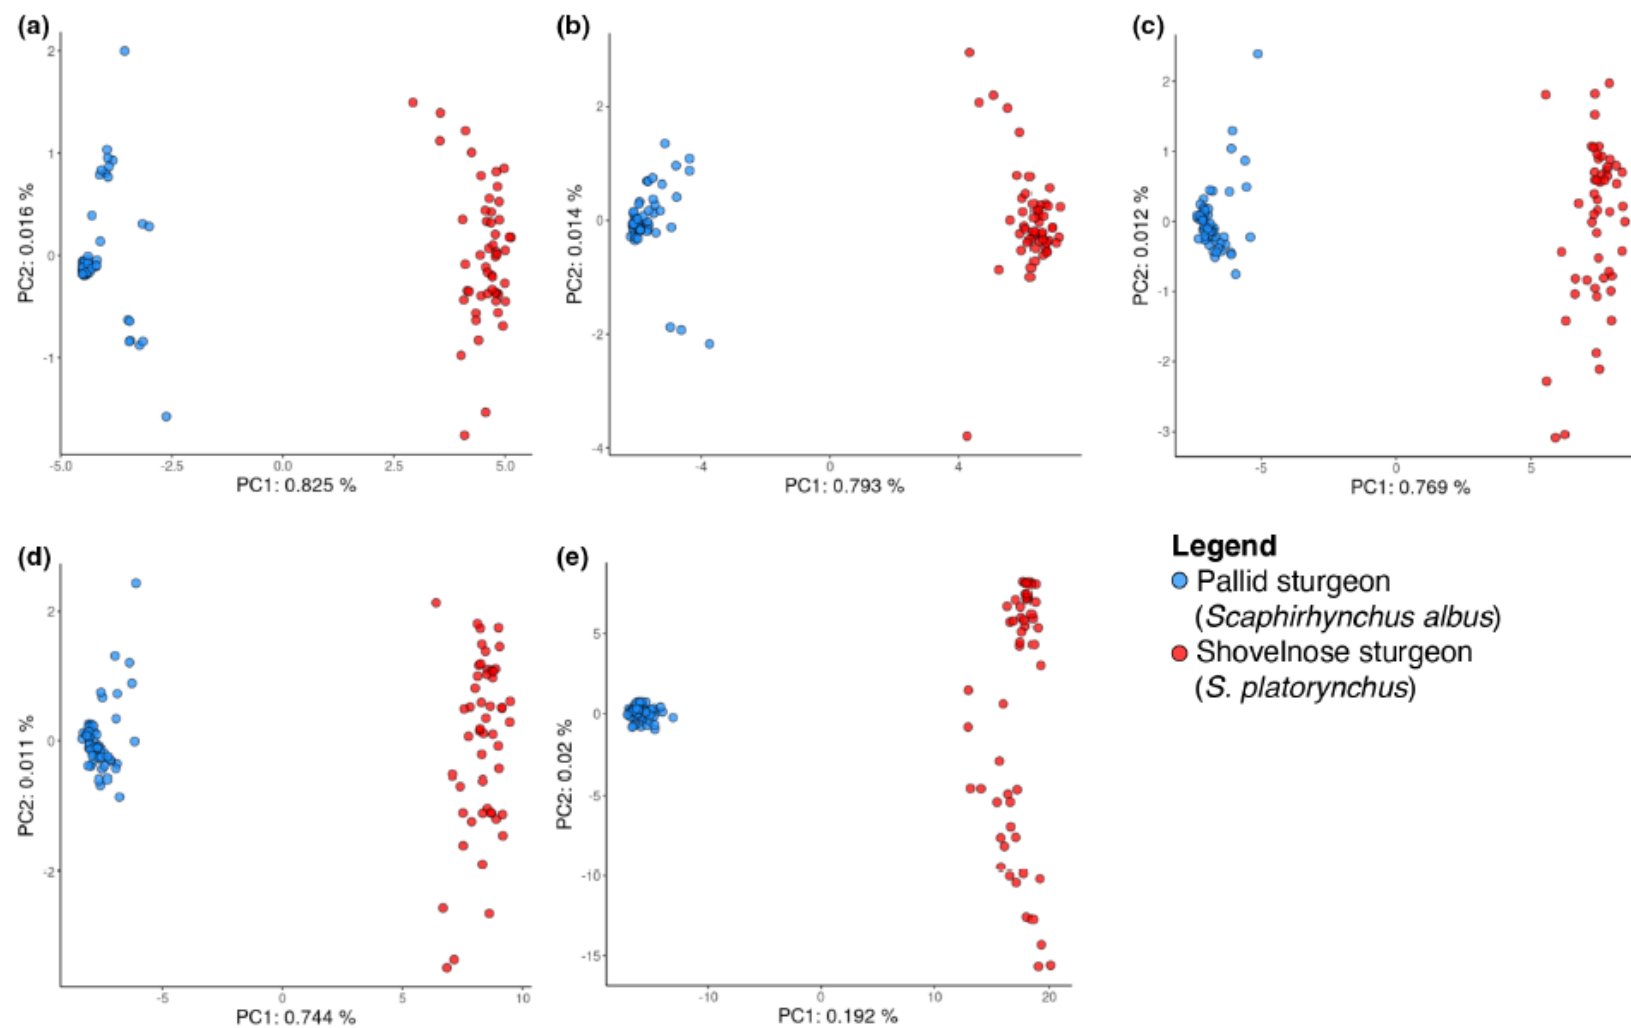 (a)
2
1
0
-1
PC2: 0.016 %
-5.0 -2.5 0.0 2.5 5.0
PC1: 0.825 %
(b)
2
0
-2
-4
PC2: 0.014 %
-4 0 4
PC1: 0.793 %
(c)
2
1
0
-1
-2
-3
PC2: 0.012 %
-5 0 5
PC1: 0.769 %
(d)
2
0
-2
PC2: 0.011 %
-5 0 5 10
PC1: 0.744 %
(e)
5
0
-5
-10
-15
PC2: 0.02 %
-10 0 10 20
PC1: 0.192 %
Legend
Pallid sturgeon
(Scaphirhynchus albus)
Shovelnose sturgeon
(S. platorynchus)